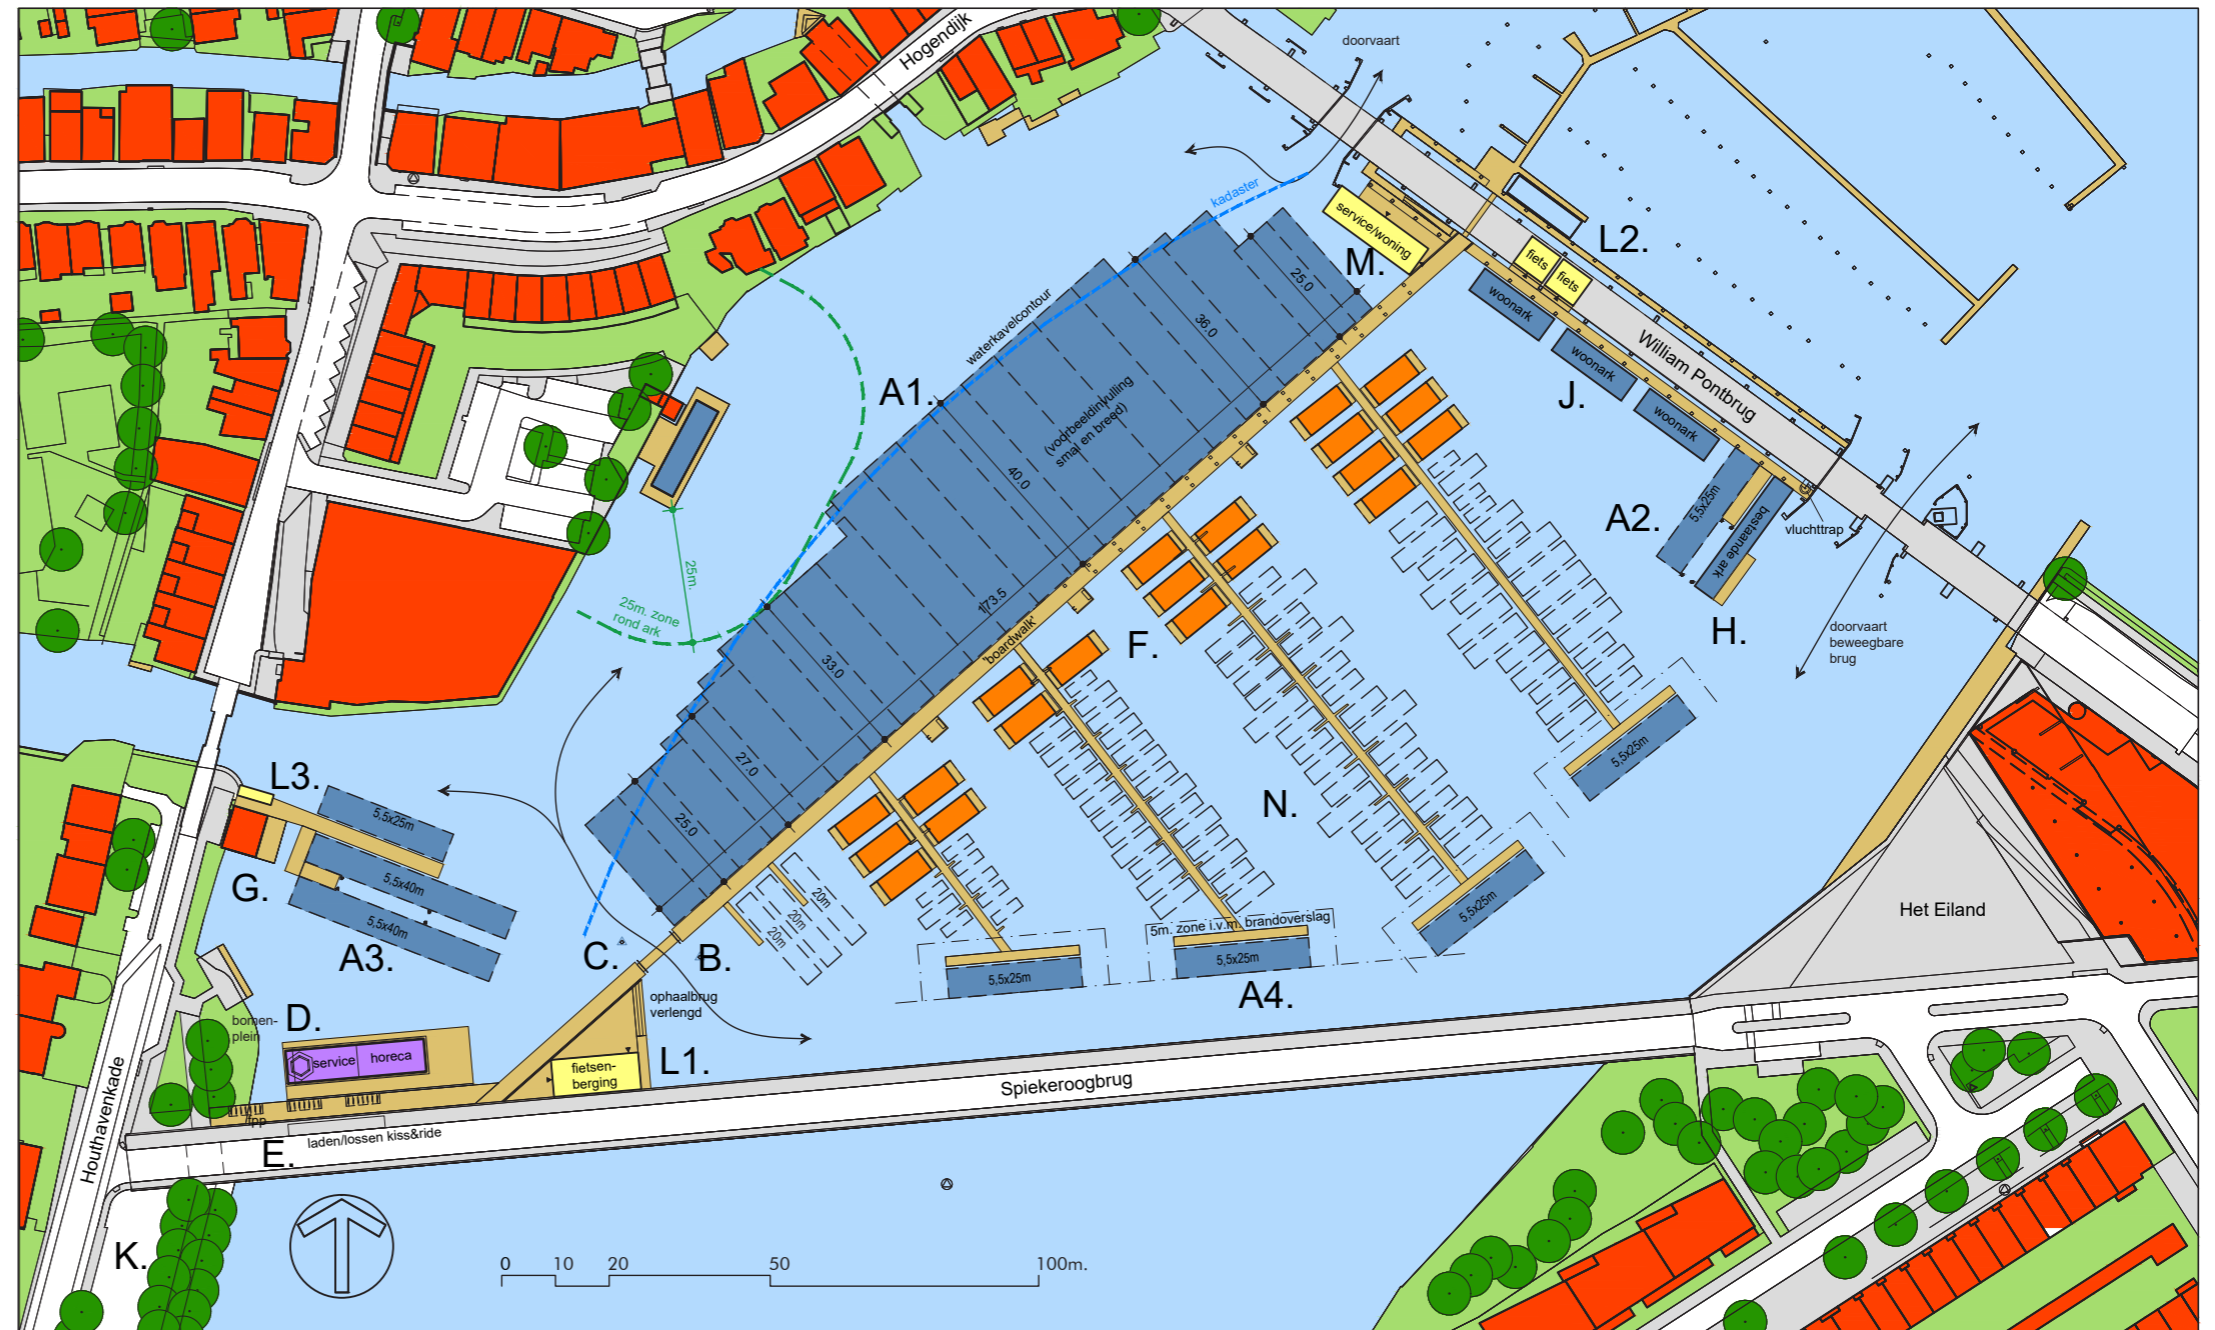 Hogendijk
doorvaart
kadaster
service/woning
M.
L2.
fiets
fiets
25.0
woonark
woonark
woonark
J.
William Pontbrug
waterkavelcontour
36.0
A1.
(voorbeeldinvulling
smal en breed)
40.0
A2.
5,5x25m
bestaande ark
vluchttrap
H.
doorvaart
beweegbare
brug
25m.
25m. zone
rond ark
173.5
'boardwalk'
F.
33.0
27.0
25.0
N.
5,5x25m
L3.
5,5x25m
G.
5,5x40m
5,5x40m
A3.
20m
20m
20m
C.
B.
5m. zone i.v.m. brandoverslag
5,5x25m
5,5x25m
5,5x25m
A4.
Het Eiland
ophaalbrug
verlengd
bomen-
plein
D.
service
horeca
fietsen-
berging
L1.
fpp
Spiekeroogbrug
E.
laden/lossen kiss&ride
Houthavenkade
K.
0 10 20 50 100m.